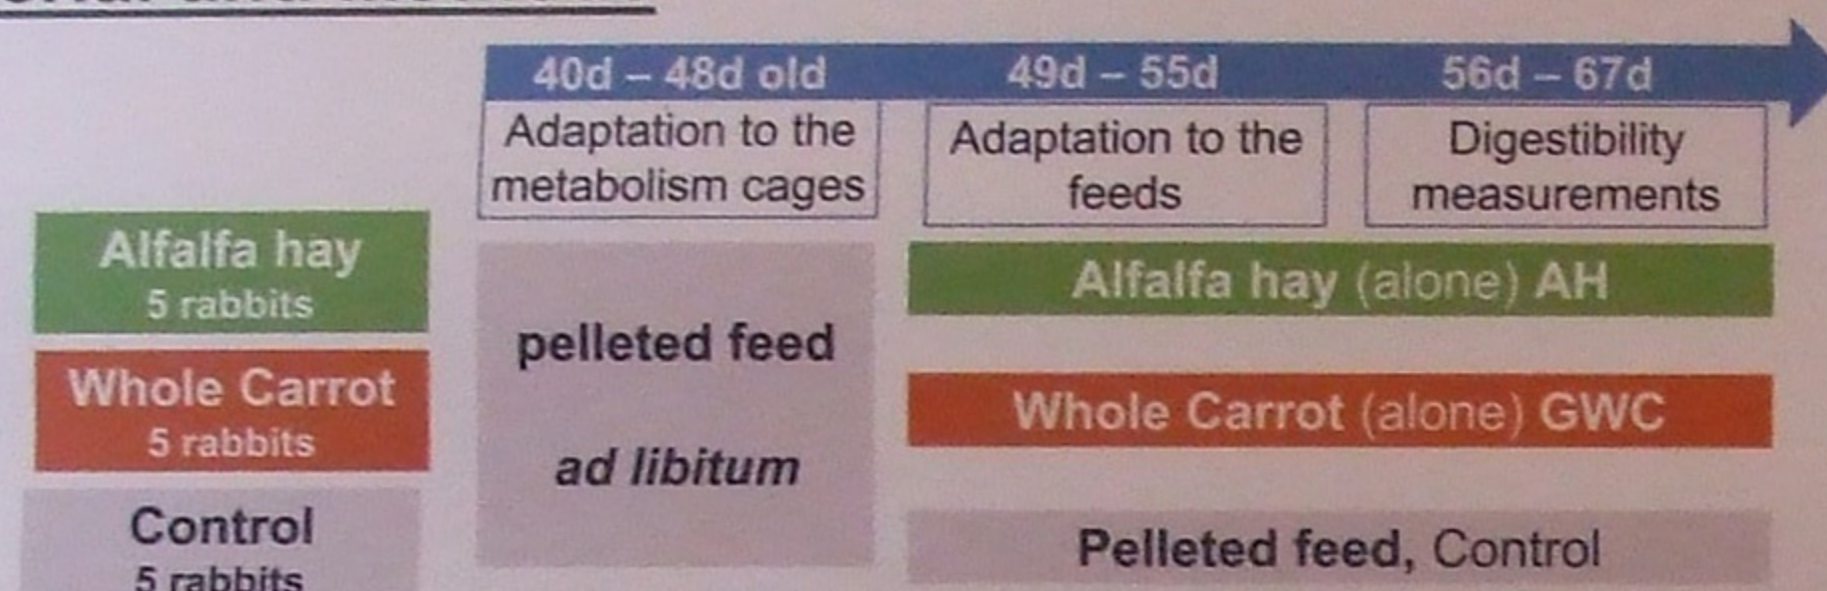 40d – 48d old 49d – 55d 56d – 67d
Adaptation to the
metabolism cages
Adaptation to the
feeds
Digestibility
measurements
Alfalfa hay
5 rabbits
Whole Carrot
5 rabbits
Control
5 rabbits
pelleted feed
ad libitum
Alfalfa hay (alone) AH
Whole Carrot (alone) GWC
Pelleted feed, Control